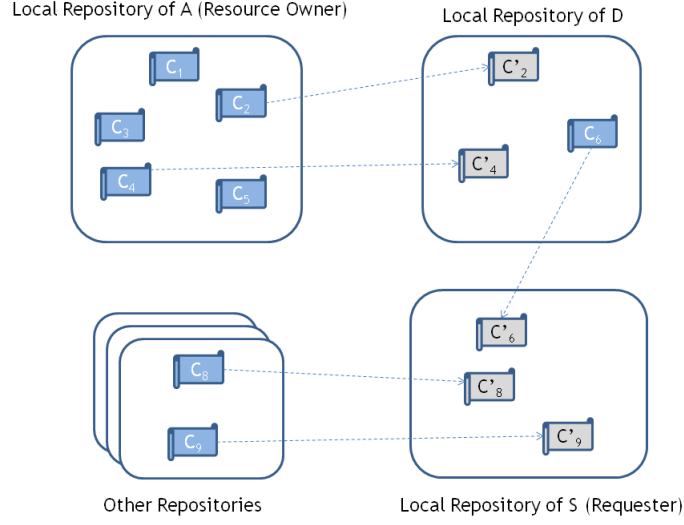 Local Repository of A (Resource Owner)
Local Repository of D
C₁
C'₂
C₂
C₃
C₆
C'₄
C₄
C₅
C'₆
C₈
C'₈
C₉
C'₉
Other Repositories
Local Repository of S (Requester)